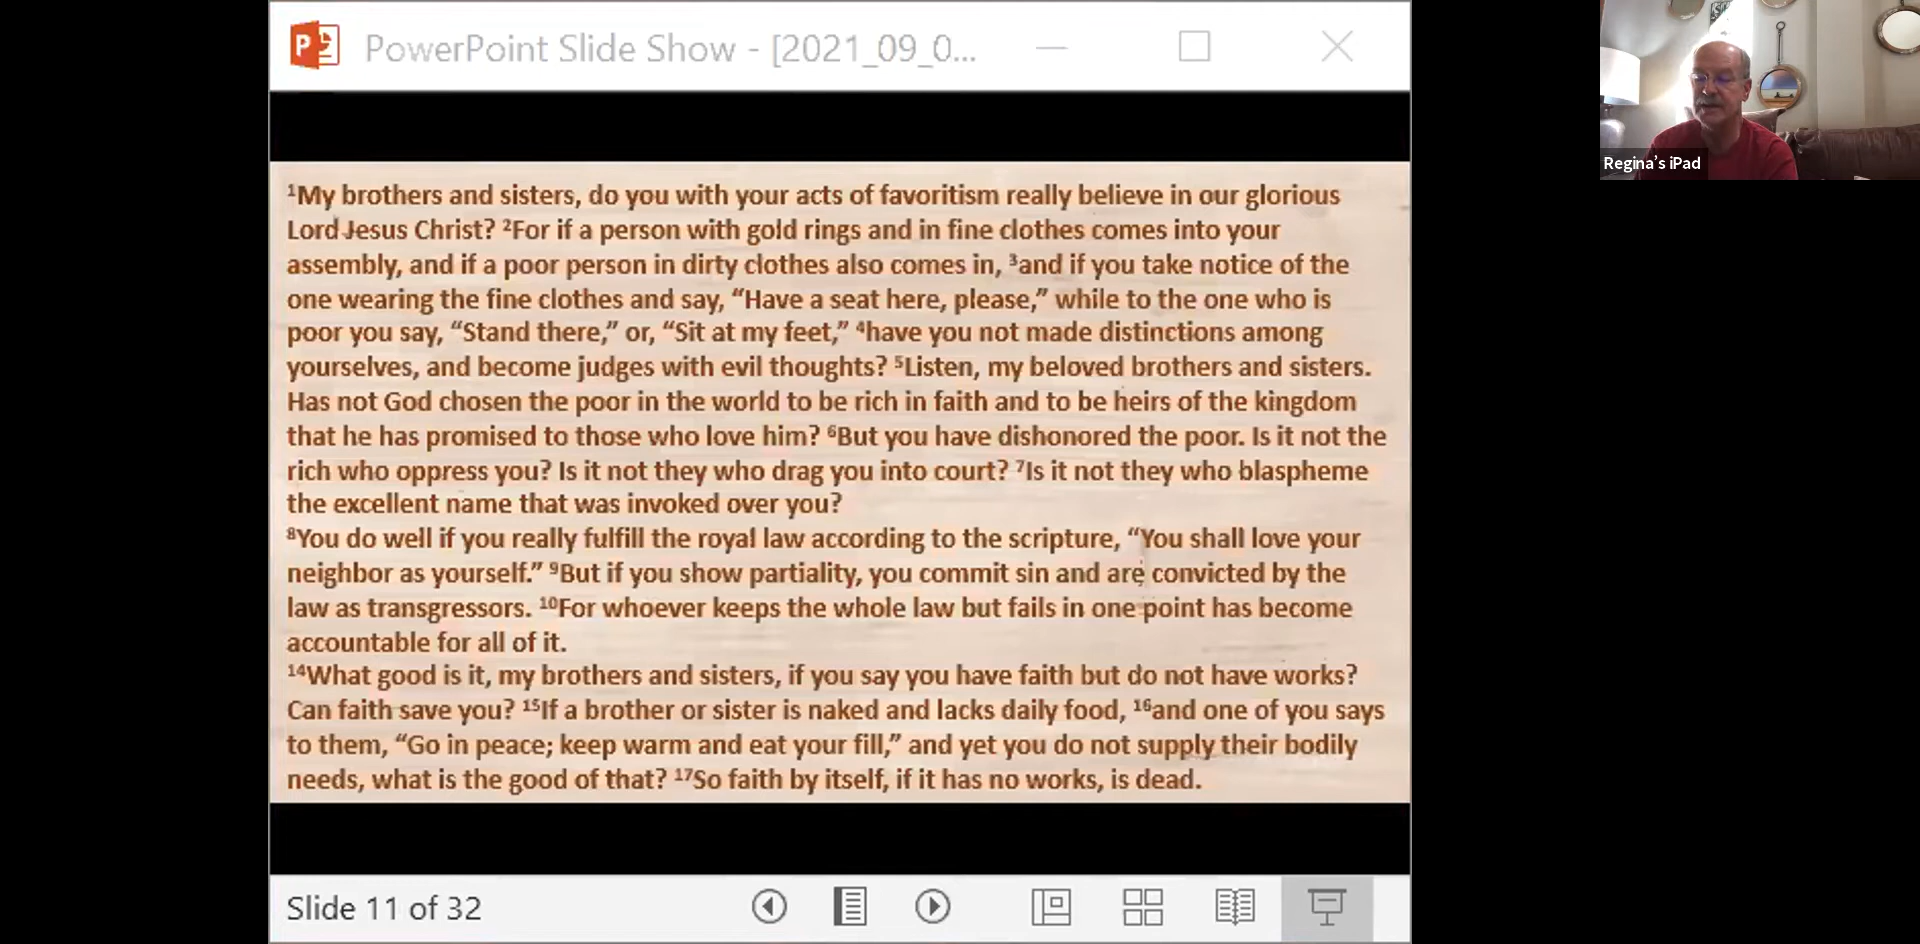 PowerPoint Slide Show - [2021_09_0...
¹My brothers and sisters, do you with your acts of favoritism really believe in our glorious
Lord Jesus Christ? ²For if a person with gold rings and in fine clothes comes into your
assembly, and if a poor person in dirty clothes also comes in, ³and if you take notice of the
one wearing the fine clothes and say, “Have a seat here, please,” while to the one who is
poor you say, “Stand there,” or, “Sit at my feet,” ⁴have you not made distinctions among
yourselves, and become judges with evil thoughts? ⁵Listen, my beloved brothers and sisters.
Has not God chosen the poor in the world to be rich in faith and to be heirs of the kingdom
that he has promised to those who love him? ⁶But you have dishonored the poor. Is it not the
rich who oppress you? Is it not they who drag you into court? ⁷Is it not they who blaspheme
the excellent name that was invoked over you?
⁸You do well if you really fulfill the royal law according to the scripture, “You shall love your
neighbor as yourself.” ⁹But if you show partiality, you commit sin and are convicted by the
law as transgressors. ¹⁰For whoever keeps the whole law but fails in one point has become
accountable for all of it.
¹⁴What good is it, my brothers and sisters, if you say you have faith but do not have works?
Can faith save you? ¹⁵If a brother or sister is naked and lacks daily food, ¹⁶and one of you says
to them, “Go in peace; keep warm and eat your fill,” and yet you do not supply their bodily
needs, what is the good of that? ¹⁷So faith by itself, if it has no works, is dead.
Slide 11 of 32
Regina’s iPad